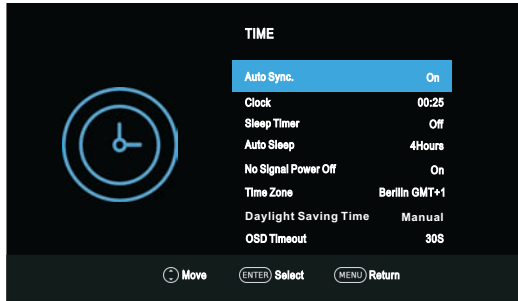 TIME
Auto Sync. On
Clock 00:25
Sleep Timer Off
Auto Sleep 4Hours
No Signal Power Off On
Time Zone Berilin GMT+1
Daylight Saving Time Manual
OSD Timeout 30S
Move ENTER Select MENU Return